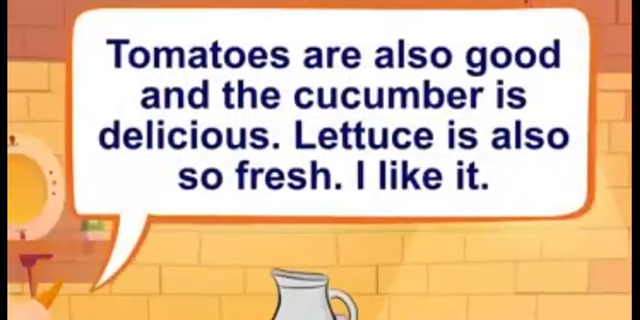 Tomatoes are also good
and the cucumber is
delicious. Lettuce is also
so fresh. I like it.